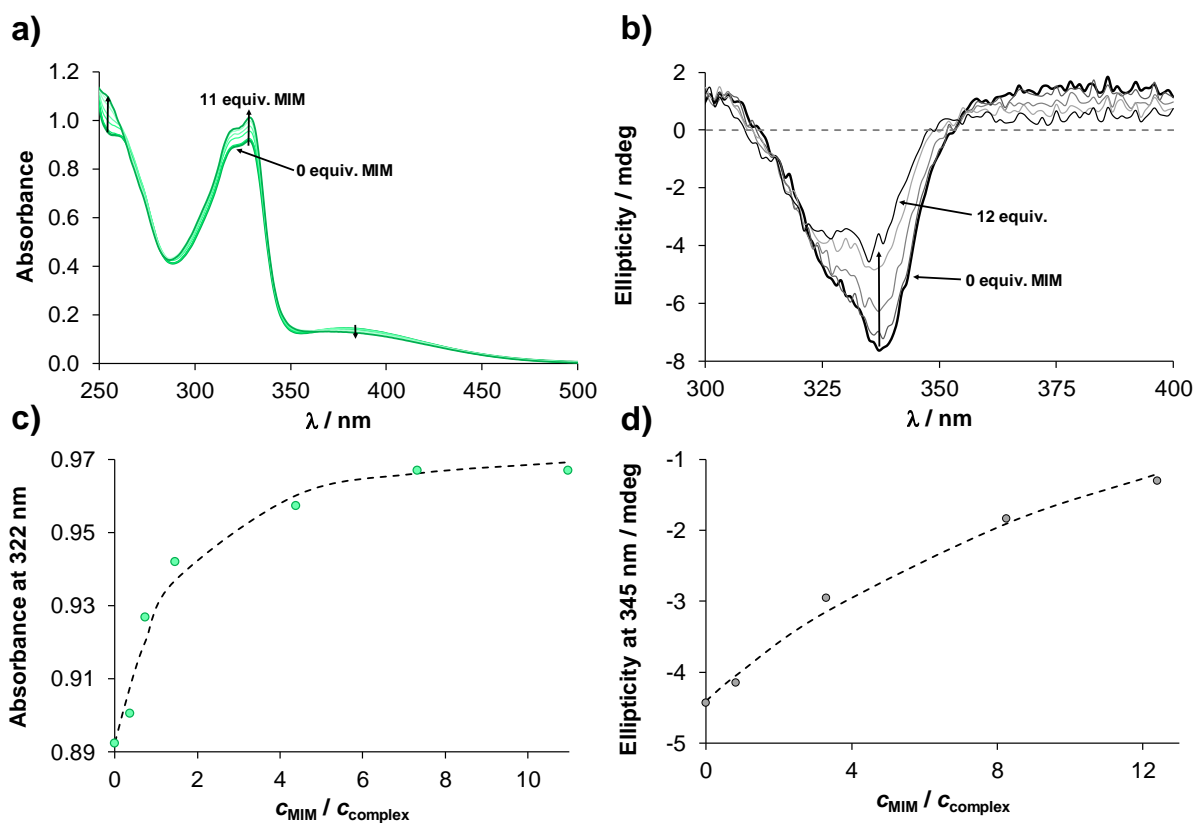 a)
1.2
1.0
0.8
0.6
0.4
0.2
0.0
Absorbance
11 equiv. MIM
0 equiv. MIM
250 300 350 400 450 500
λ / nm
b)
2
0
-2
-4
-6
-8
Ellipticity / mdeg
12 equiv.
0 equiv. MIM
300 325 350 375 400
λ / nm
c)
0.97
0.95
0.93
0.91
0.89
Absorbance at 322 nm
0 2 4 6 8 10
cMIM / ccomplex
d)
-1
-2
-3
-4
-5
Ellipticity at 345 nm / mdeg
0 4 8 12
cMIM / ccomplex